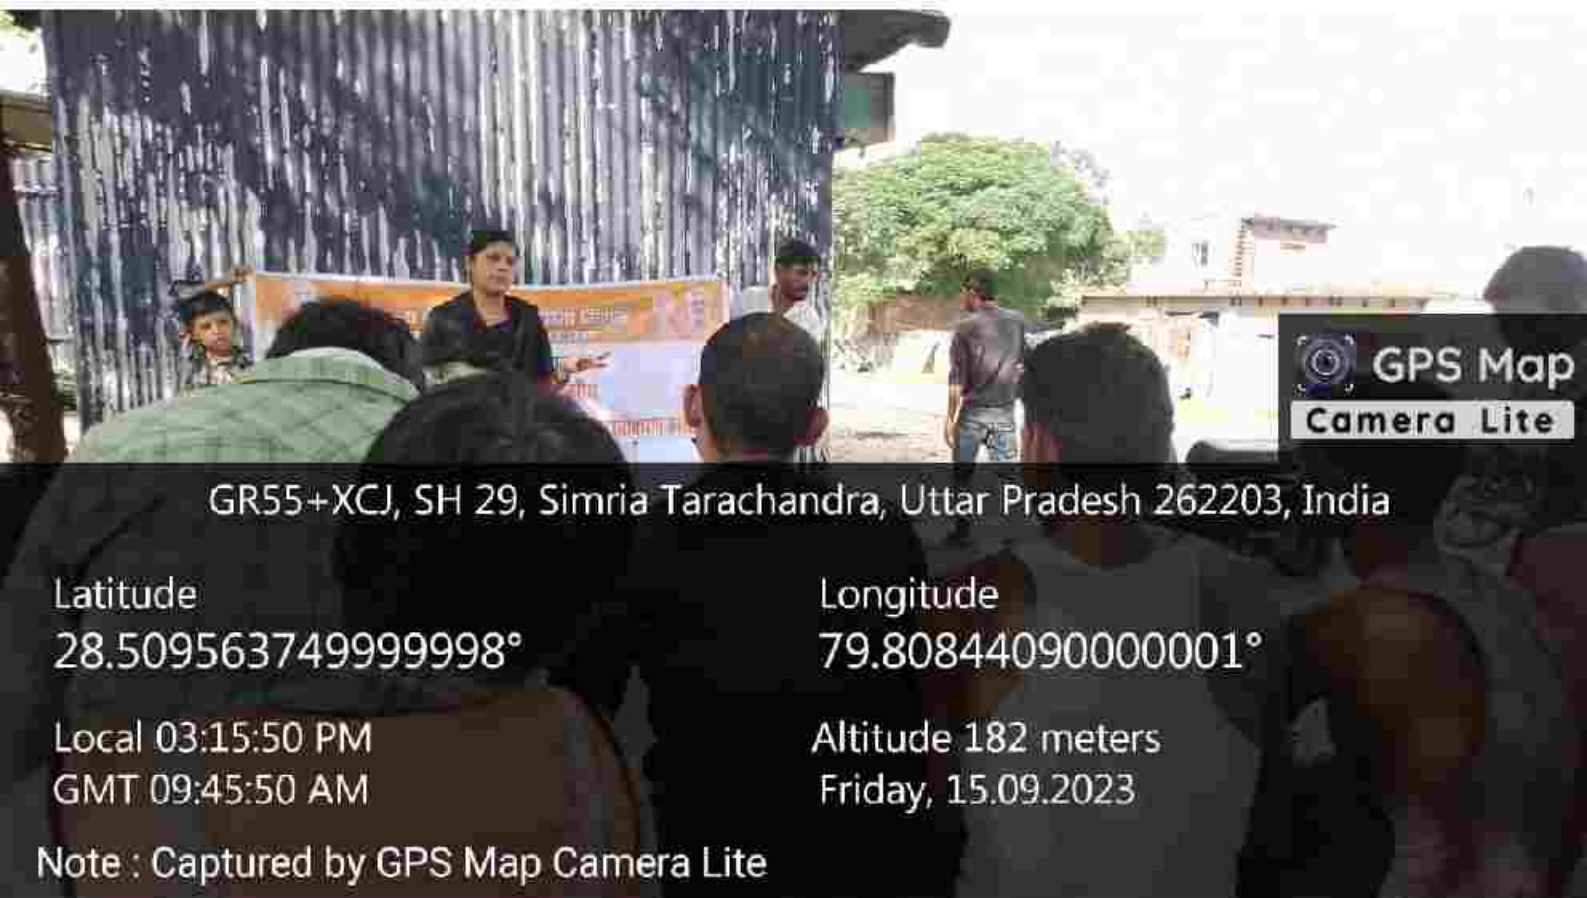 GPS Map
Camera Lite
GR55+XCJ, SH 29, Simria Tarachandra, Uttar Pradesh 262203, India
Latitude
28.509563749999998°
Longitude
79.80844090000001°
Local 03:15:50 PM
GMT 09:45:50 AM
Altitude 182 meters
Friday, 15.09.2023
Note : Captured by GPS Map Camera Lite